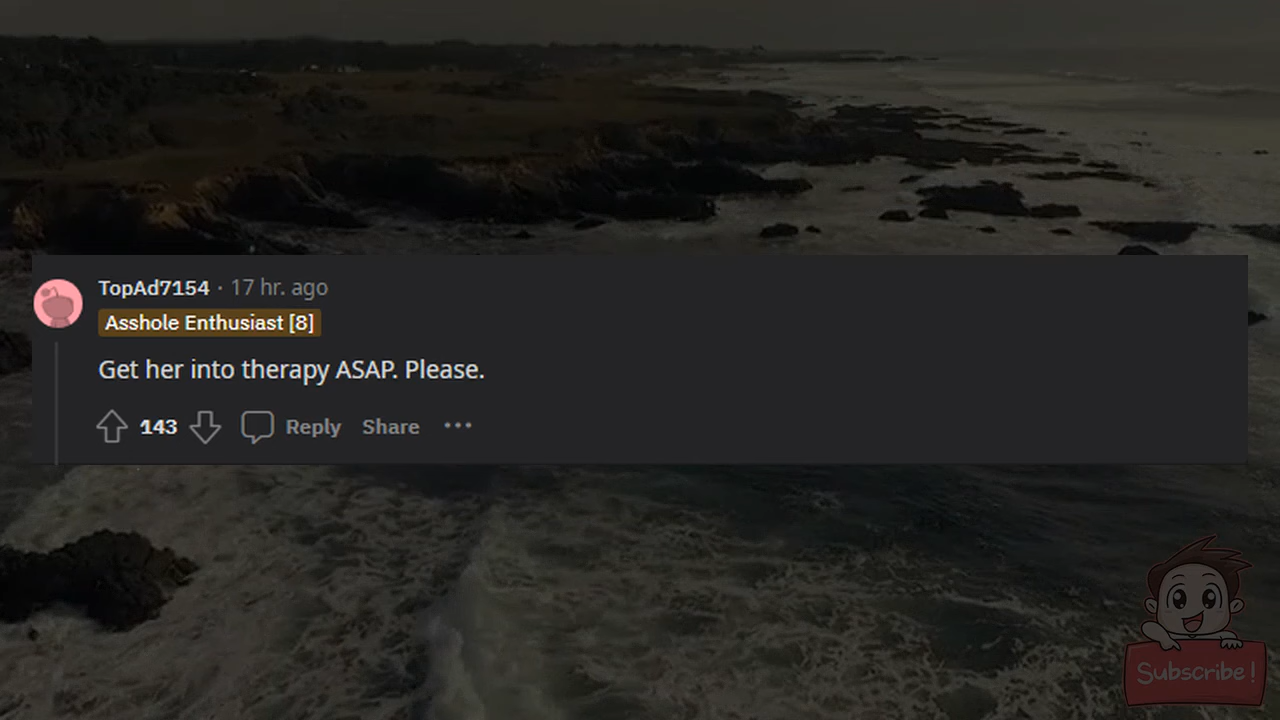 TopAd7154 · 17 hr. ago
Asshole Enthusiast [8]
Get her into therapy ASAP. Please.
143 Reply Share ···
Subscribe!